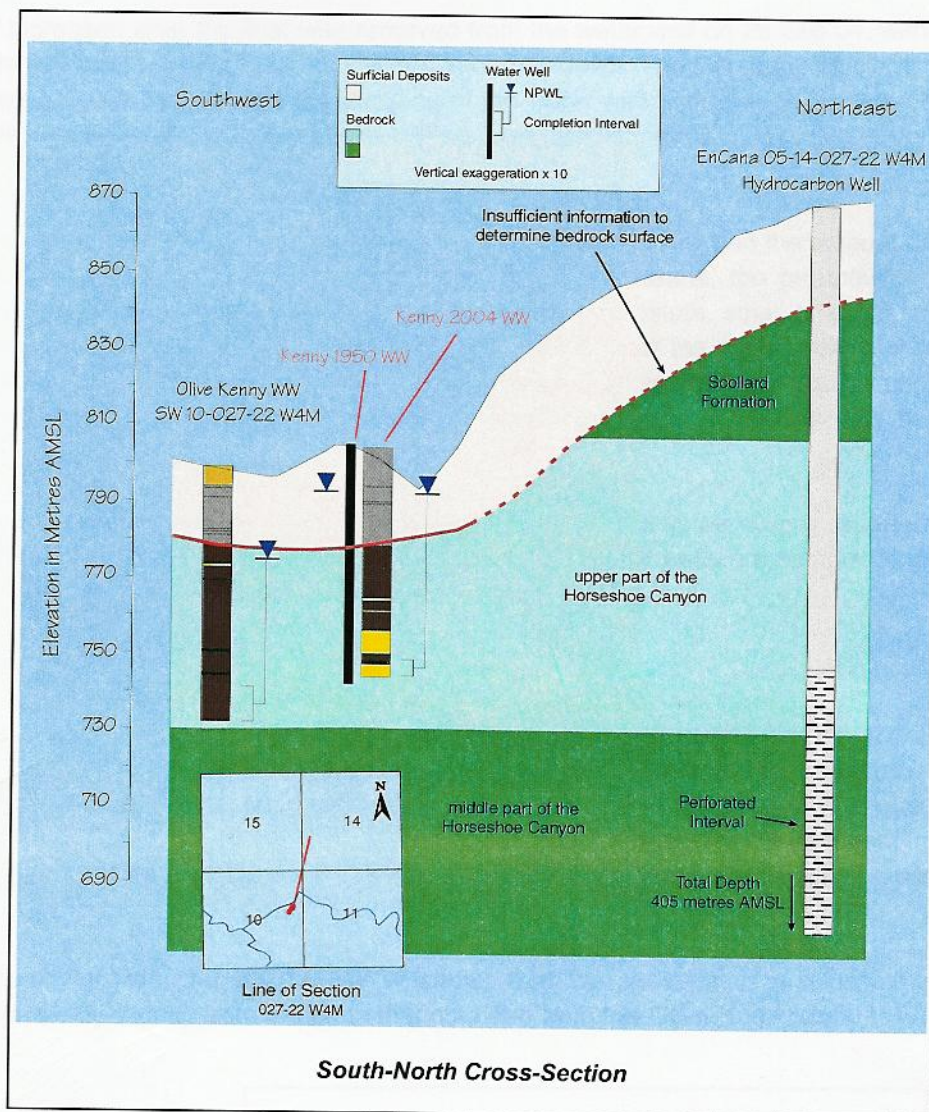 Surficial Deposits
Bedrock
Water Well
NPWL
Completion Interval
Vertical exaggeration x 10
Southwest
Northeast
EnCana 05-14-027-22 W4M
Hydrocarbon Well
Insufficient information to
determine bedrock surface
Kenny 2004 WW
Kenny 1950 WW
Olive Kenny WW
SW 10-027-22 W4M
Scollard
Formation
Elevation in Metres AMSL
870
850
830
810
790
770
750
730
710
690
upper part of the
Horseshoe Canyon
middle part of the
Horseshoe Canyon
Perforated
Interval
Total Depth
405 metres AMSL
N
15
14
10
11
Line of Section
027-22 W4M
South-North Cross-Section